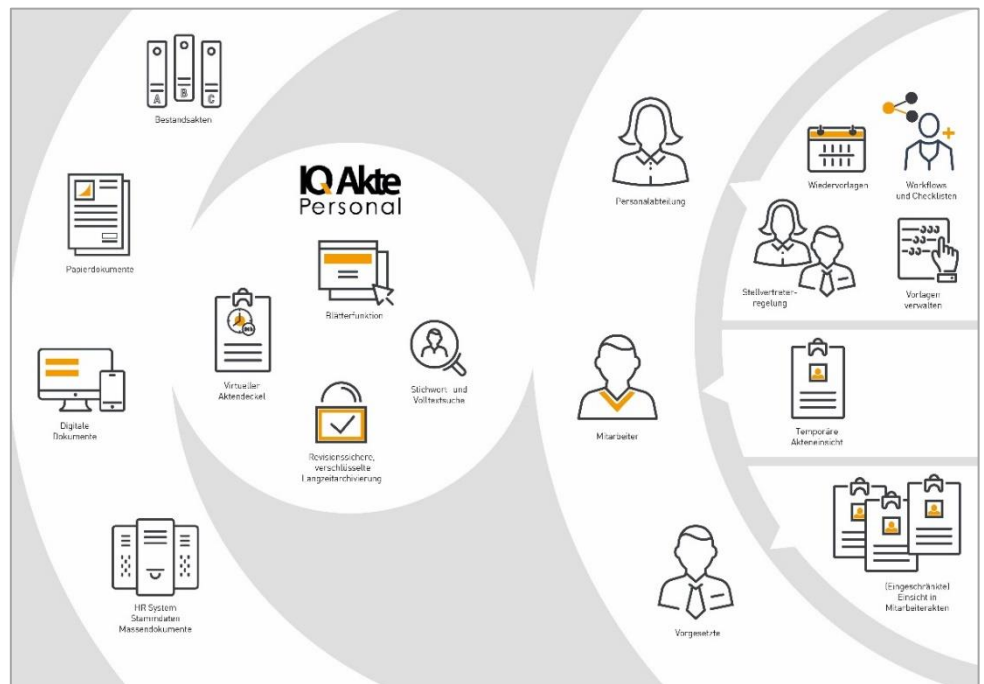 A B C
Bestandsakten
Papierdokumente
Digitale
Dokumente
HR System
Stammdaten
Massendokumente
IQ Akte
Personal
Blätterfunktion
Virtueller
Aktendeckel
Stichwort- und
Volltextsuche
Revisionssichere,
verschlüsselte
Langzeitarchivierung
Personalabteilung
Mitarbeiter
Vorgesetzte
Wiedervorlagen
Workflows
und Checklisten
Stellvertreter-
regelung
Vorlagen
verwalten
Temporäre
Akteneinsicht
(Eingeschränkte)
Einsicht in
Mitarbeiterakten